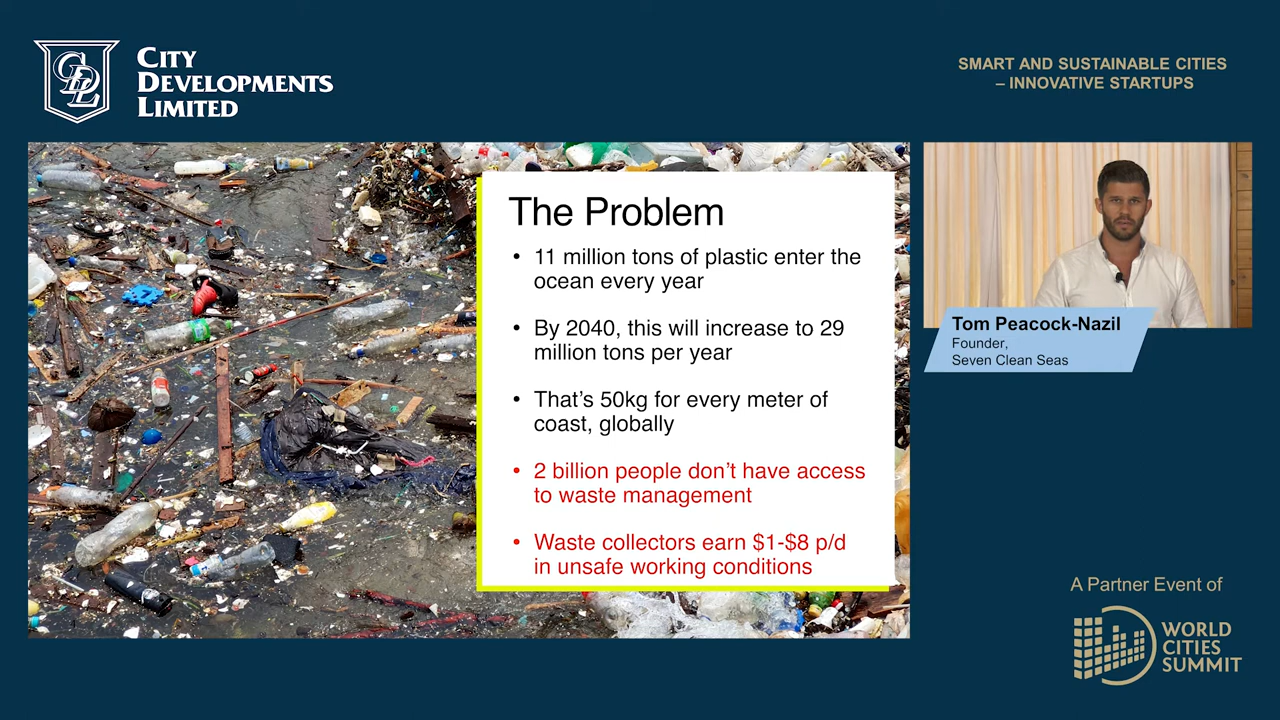 CDL
CITY
DEVELOPMENTS
LIMITED
SMART AND SUSTAINABLE CITIES
– INNOVATIVE STARTUPS
The Problem
• 11 million tons of plastic enter the
ocean every year
• By 2040, this will increase to 29
million tons per year
• That's 50kg for every meter of
coast, globally
• 2 billion people don't have access
to waste management
• Waste collectors earn $1-$8 p/d
in unsafe working conditions
Tom Peacock-Nazil
Founder,
Seven Clean Seas
A Partner Event of
WORLD
CITIES
SUMMIT